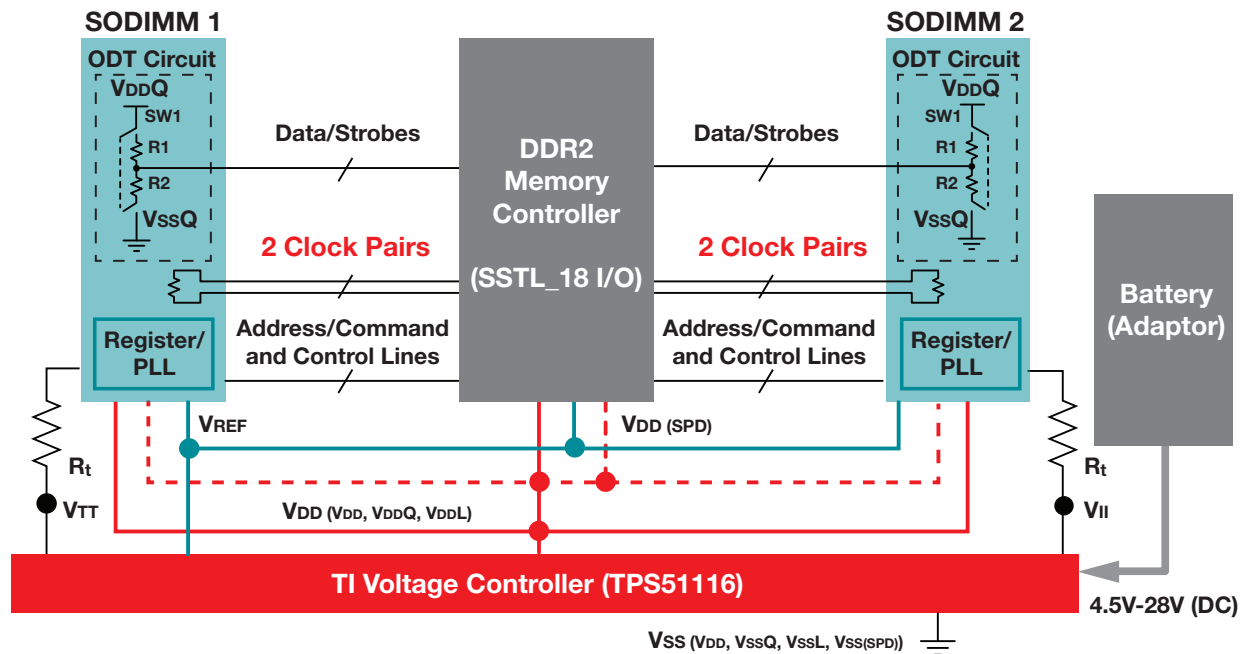 SODIMM 1
SODIMM 2
ODT Circuit
VDDQ
SW1
R1
R2
VSSQ
Data/Strobes
DDR2
Memory
Controller
(SSTL_18 I/O)
Data/Strobes
ODT Circuit
VDDQ
SW1
R1
R2
VSSQ
2 Clock Pairs
2 Clock Pairs
Battery
(Adaptor)
Register/
PLL
Address/Command
and Control Lines
Address/Command
and Control Lines
Register/
PLL
VREF
VDD (SPD)
Rt
Rt
VTT
VII
VDD (VDD, VDDQ, VDDL)
TI Voltage Controller (TPS51116)
4.5V-28V (DC)
VSS (VDD, VSSQ, VSSL, VSS(SPD))